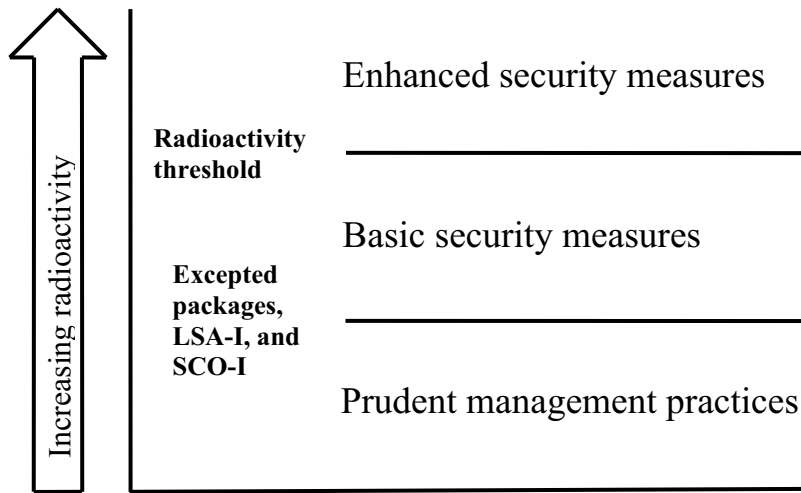 Increasing radioactivity
Enhanced security measures
Radioactivity
threshold
Basic security measures
Excepted
packages,
LSA-I, and
SCO-I
Prudent management practices